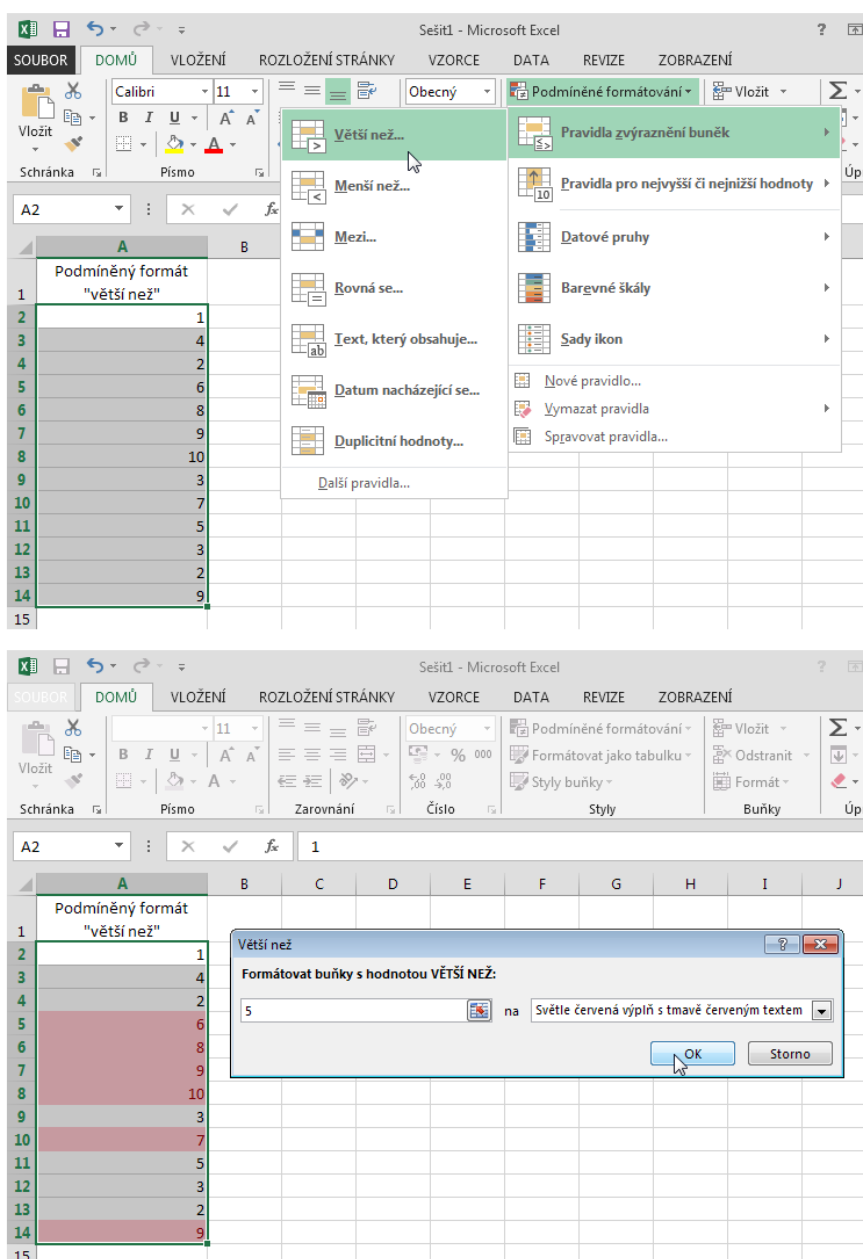 Sešit1 - Microsoft Excel ?
SOUBOR DOMŮ VLOŽENÍ ROZLOŽENÍ STRÁNKY VZORCE DATA REVIZE ZOBRAZENÍ
Calibri 11 Obecný Podmíněné formátování Vložit Σ
Vložit B I U A A A
Schránka Písmo Úp
Větší než...
Menší než...
Mezi...
Rovná se...
Text, který obsahuje...
Datum nacházející se...
Duplicitní hodnoty...
Další pravidla...
Pravidla zvýraznění buněk
Pravidla pro nejvyšší či nejnižší hodnoty
Datové pruhy
Barevné škály
Sady ikon
Nové pravidlo...
Vymazat pravidla
Spravovat pravidla...
A2 fx
A B
Podmíněný formát
1 "větší než"
2 1
3 4
4 2
5 6
6 8
7 9
8 10
9 3
10 7
11 5
12 3
13 2
14 9
15
Sešit1 - Microsoft Excel ?
SOUBOR DOMŮ VLOŽENÍ ROZLOŽENÍ STRÁNKY VZORCE DATA REVIZE ZOBRAZENÍ
11 Obecný Podmíněné formátování Vložit Σ
Vložit B I U A A A % 000 Formátovat jako tabulku Odstranit
Styly buňky Formát
Schránka Písmo Zarovnání Číslo Styly Buňky Úp
A2 fx 1
A B C D E F G H I J
Podmíněný formát
1 "větší než"
2 1
3 4
4 2
5 6
6 8
7 9
8 10
9 3
10 7
11 5
12 3
13 2
14 9
15
Větší než ?
Formátovat buňky s hodnotou VĚTŠÍ NEŽ:
5 na Světle červená výplň s tmavě červeným textem
OK Storno